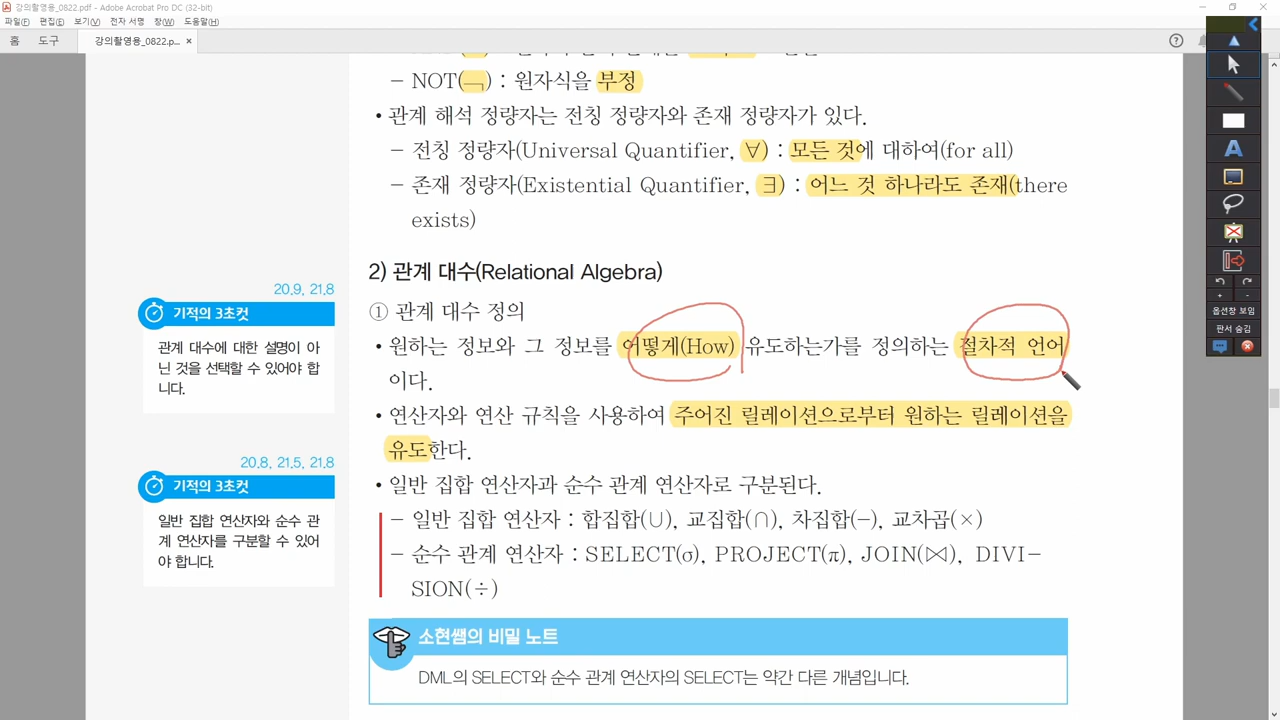 강의촬영용_0822.pdf - Adobe Acrobat Pro DC (32-bit)
파일(F) 편집(E) 보기(V) 전자 서명 창(W) 도움말(H)
홈 도구 강의촬영용_0822.p... ×
- NOT(﹁) : 원자식을 부정
• 관계 해석 정량자는 전칭 정량자와 존재 정량자가 있다.
- 전칭 정량자(Universal Quantifier, ∀) : 모든 것에 대하여(for all)
- 존재 정량자(Existential Quantifier, ∃) : 어느 것 하나라도 존재(there
exists)
2) 관계 대수(Relational Algebra)
① 관계 대수 정의
• 원하는 정보와 그 정보를 어떻게(How) 유도하는가를 정의하는 절차적 언어
이다.
• 연산자와 연산 규칙을 사용하여 주어진 릴레이션으로부터 원하는 릴레이션을
유도한다.
• 일반 집합 연산자과 순수 관계 연산자로 구분된다.
- 일반 집합 연산자 : 합집합(∪), 교집합(∩), 차집합(−), 교차곱(×)
- 순수 관계 연산자 : SELECT(σ), PROJECT(π), JOIN(⋈), DIVI-
SION(÷)
소현쌤의 비밀 노트
DML의 SELECT와 순수 관계 연산자의 SELECT는 약간 다른 개념입니다.
20.9, 21.8
기적의 3초컷
관계 대수에 대한 설명이 아
닌 것을 선택할 수 있어야 합
니다.
20.8, 21.5, 21.8
기적의 3초컷
일반 집합 연산자와 순수 관
계 연산자를 구분할 수 있어
야 합니다.
A
옵션창 보임
판서 숨김